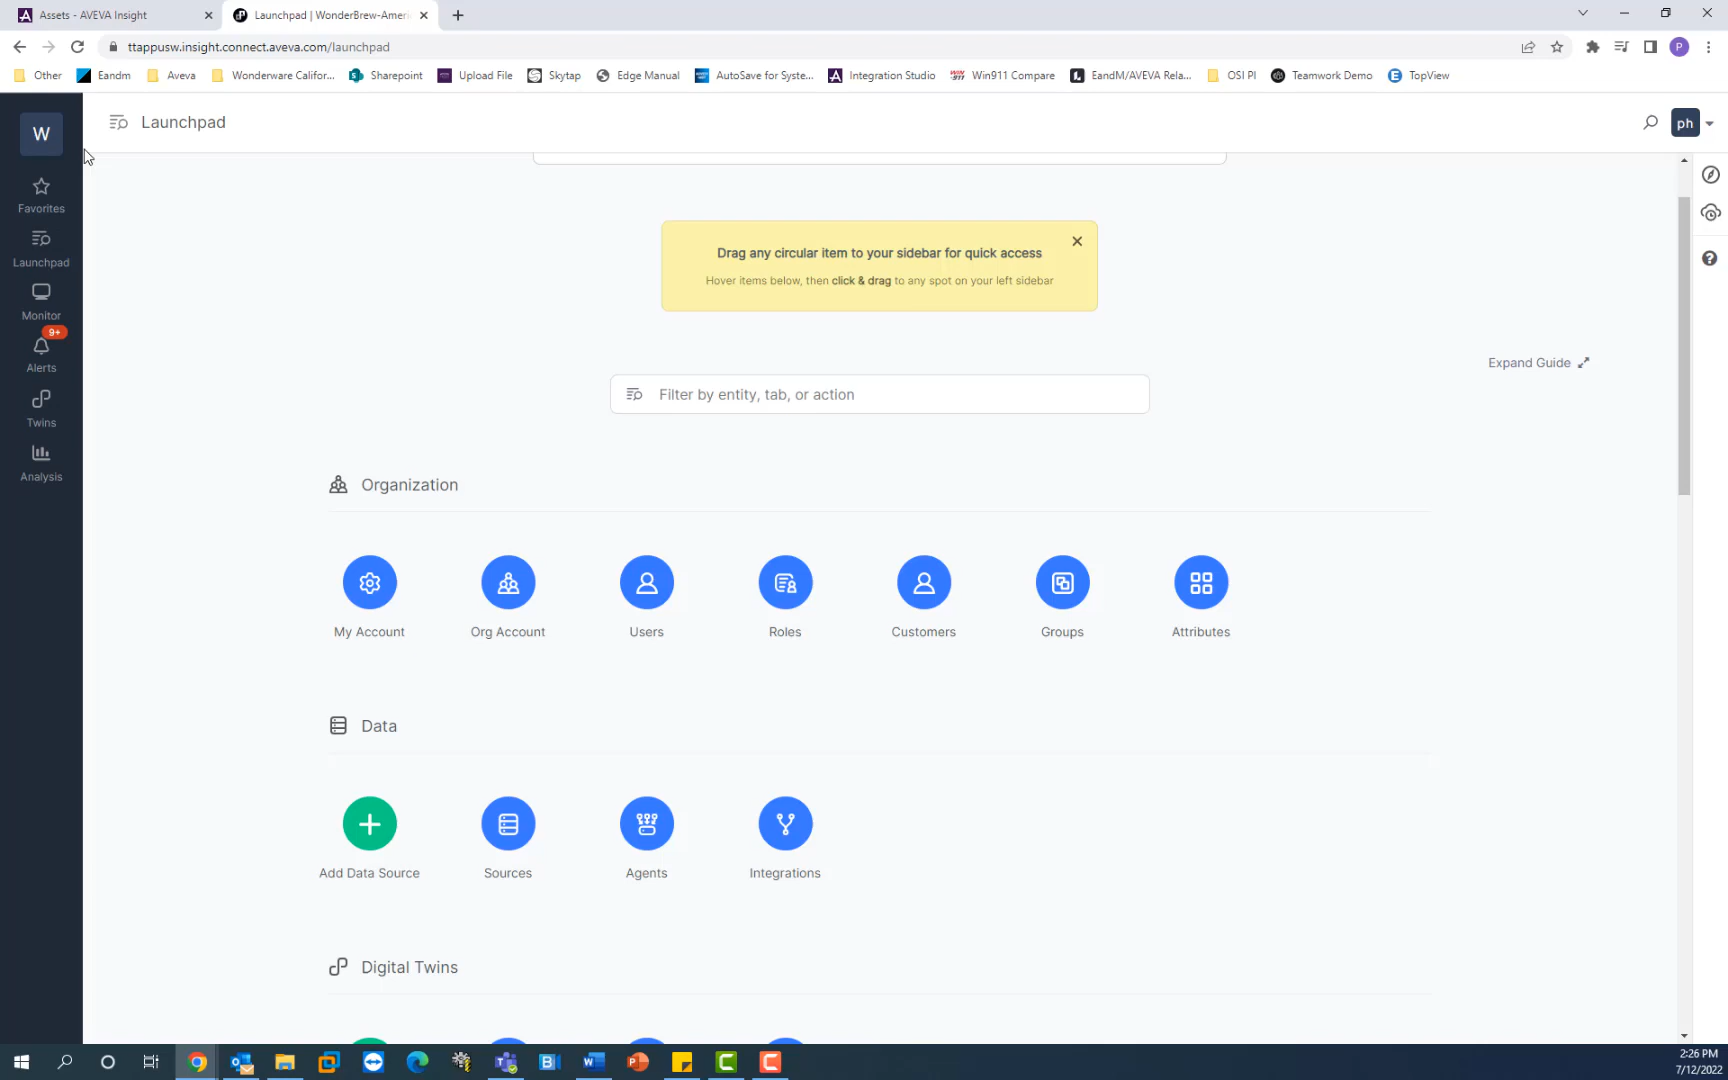 Assets - AVEVA Insight
Launchpad | WonderBrew-Ameri
ttappusw.insight.connect.aveva.com/launchpad
P
Other
Eandm
Aveva
Wonderware Califor...
Sharepoint
Upload File
Skytap
Edge Manual
AutoSave for Syste...
Integration Studio
Win911 Compare
EandM/AVEVA Rela...
OSI PI
Teamwork Demo
TopView
W
Launchpad
ph
Favorites
Launchpad
Monitor
9+
Alerts
Twins
Analysis
Drag any circular item to your sidebar for quick access
Hover items below, then click & drag to any spot on your left sidebar
Expand Guide
Filter by entity, tab, or action
Organization
My Account
Org Account
Users
Roles
Customers
Groups
Attributes
Data
Add Data Source
Sources
Agents
Integrations
Digital Twins
2:26 PM
7/12/2022